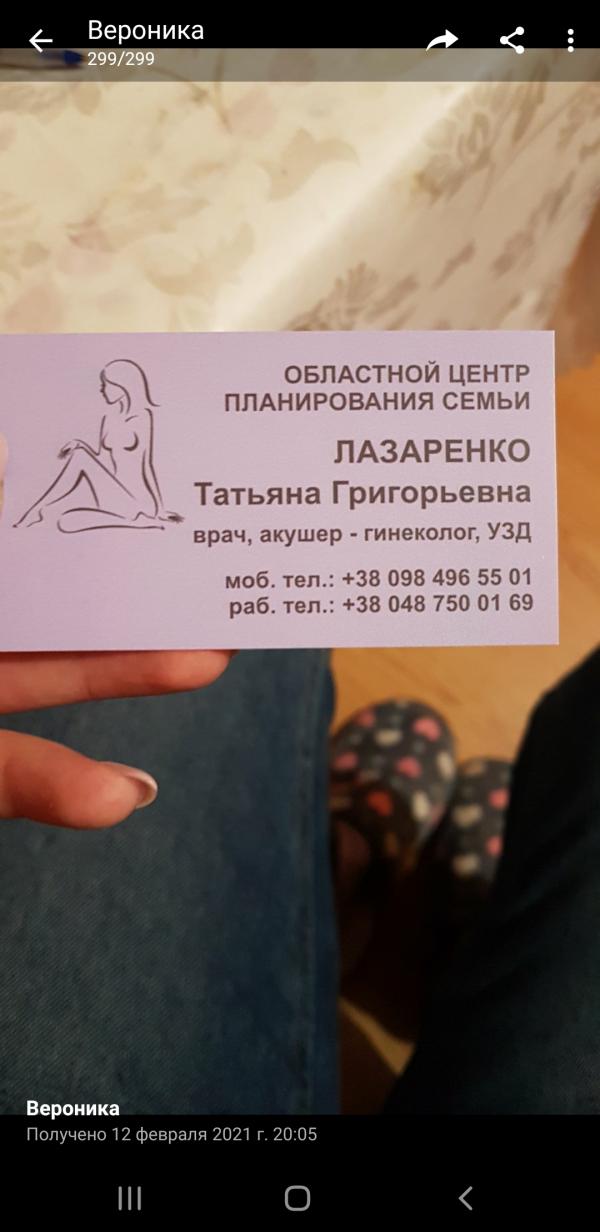 Вероника
299/299
ОБЛАСТНОЙ ЦЕНТР
ПЛАНИРОВАНИЯ СЕМЬИ
ЛАЗАРЕНКО
Татьяна Григорьевна
врач, акушер - гинеколог, УЗД
моб. тел.: +38 098 496 55 01
раб. тел.: +38 048 750 01 69
Вероника
Получено 12 февраля 2021 г. 20:05